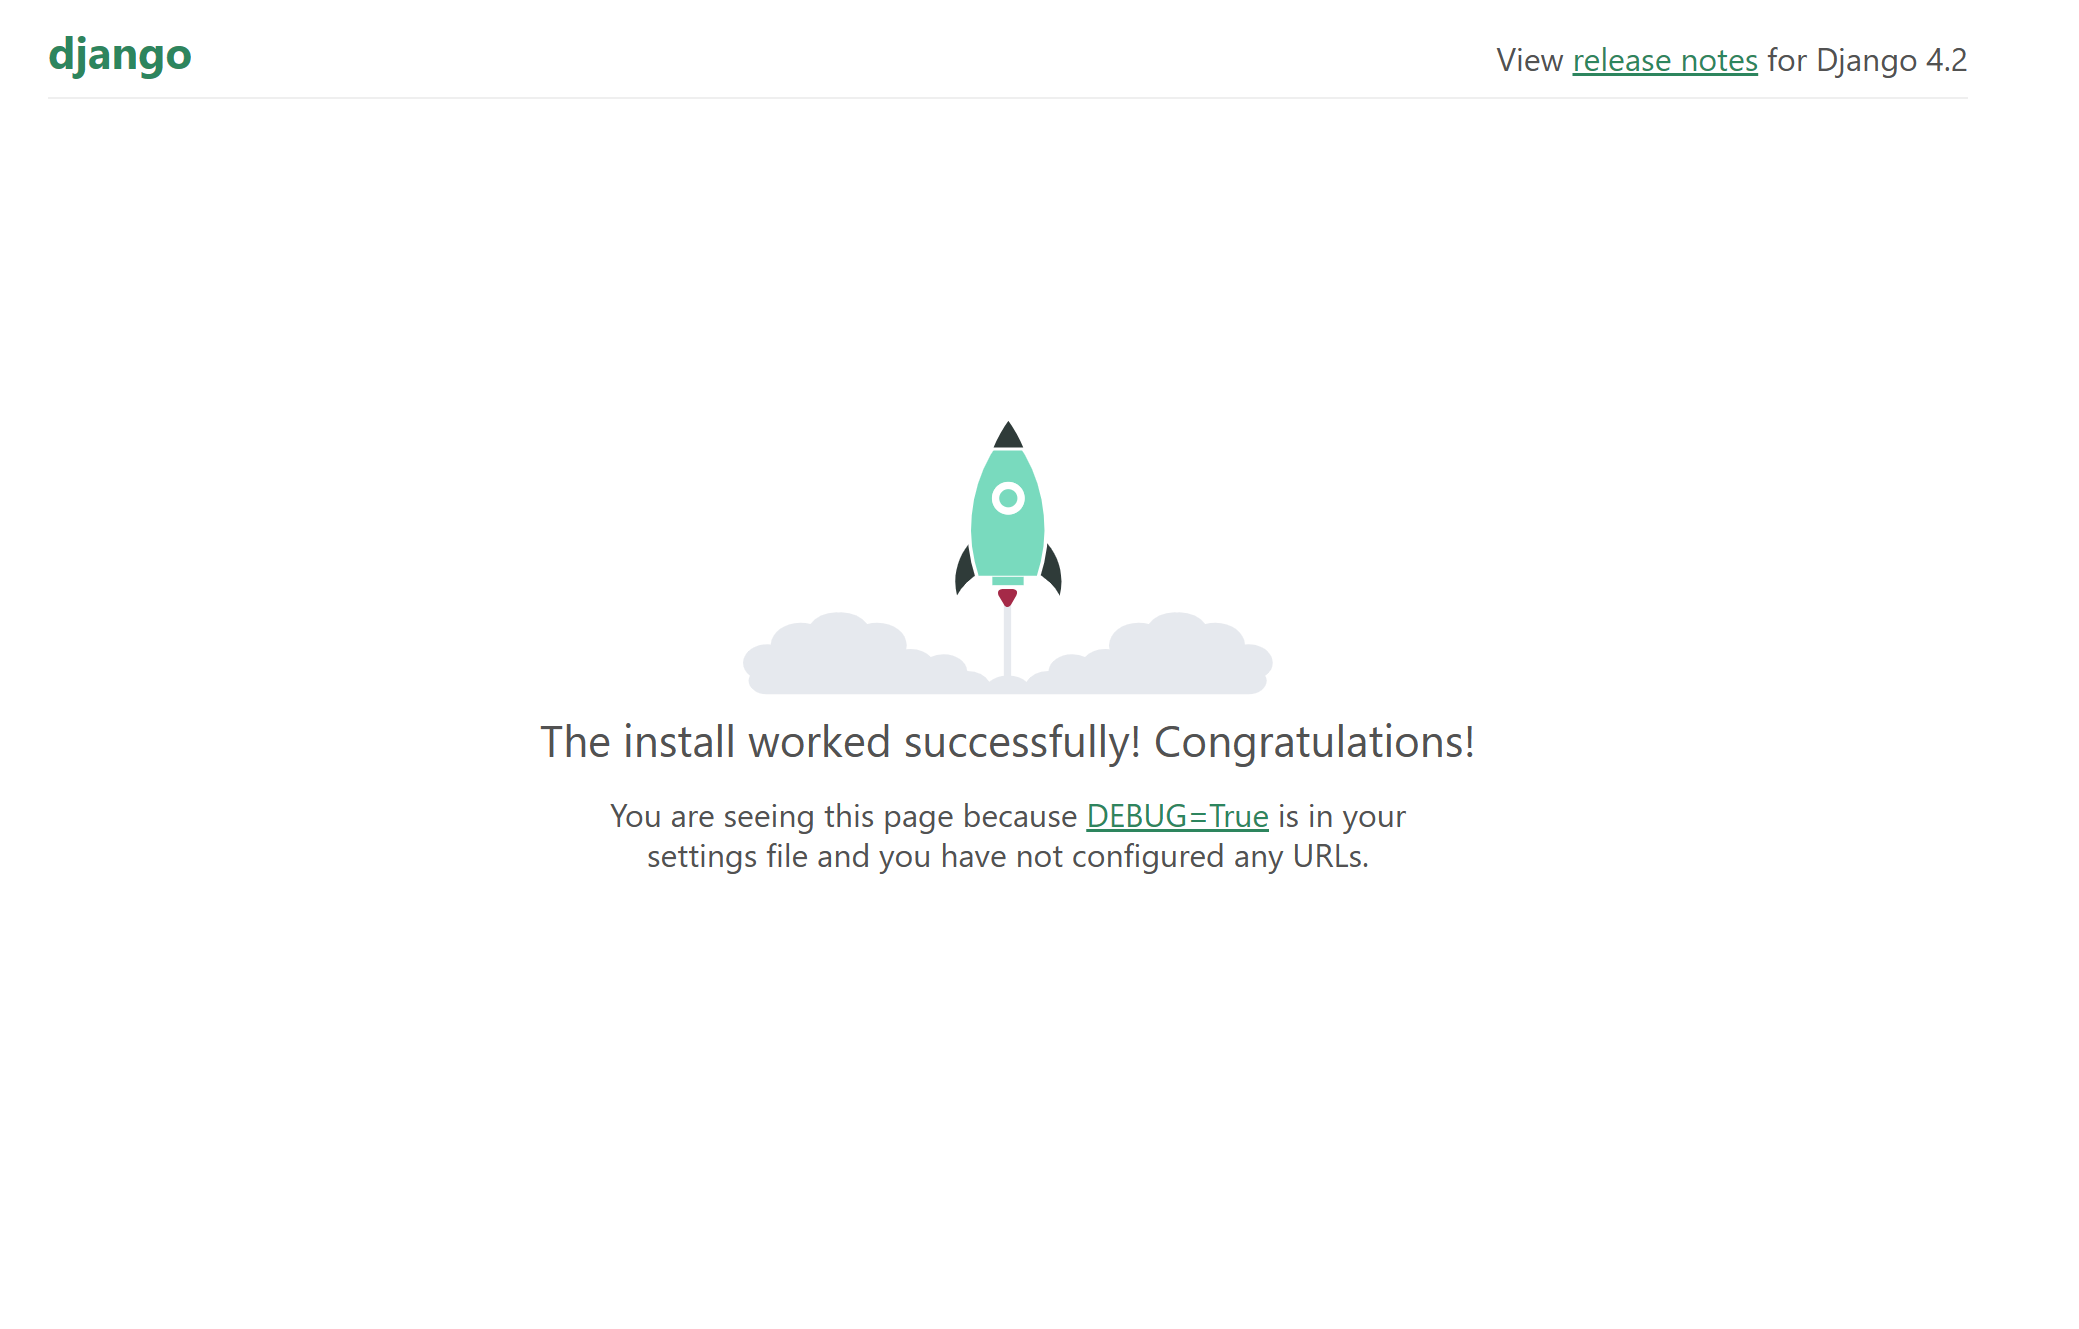 django
View release notes for Django 4.2
The install worked successfully! Congratulations!
You are seeing this page because DEBUG=True is in your
settings file and you have not configured any URLs.